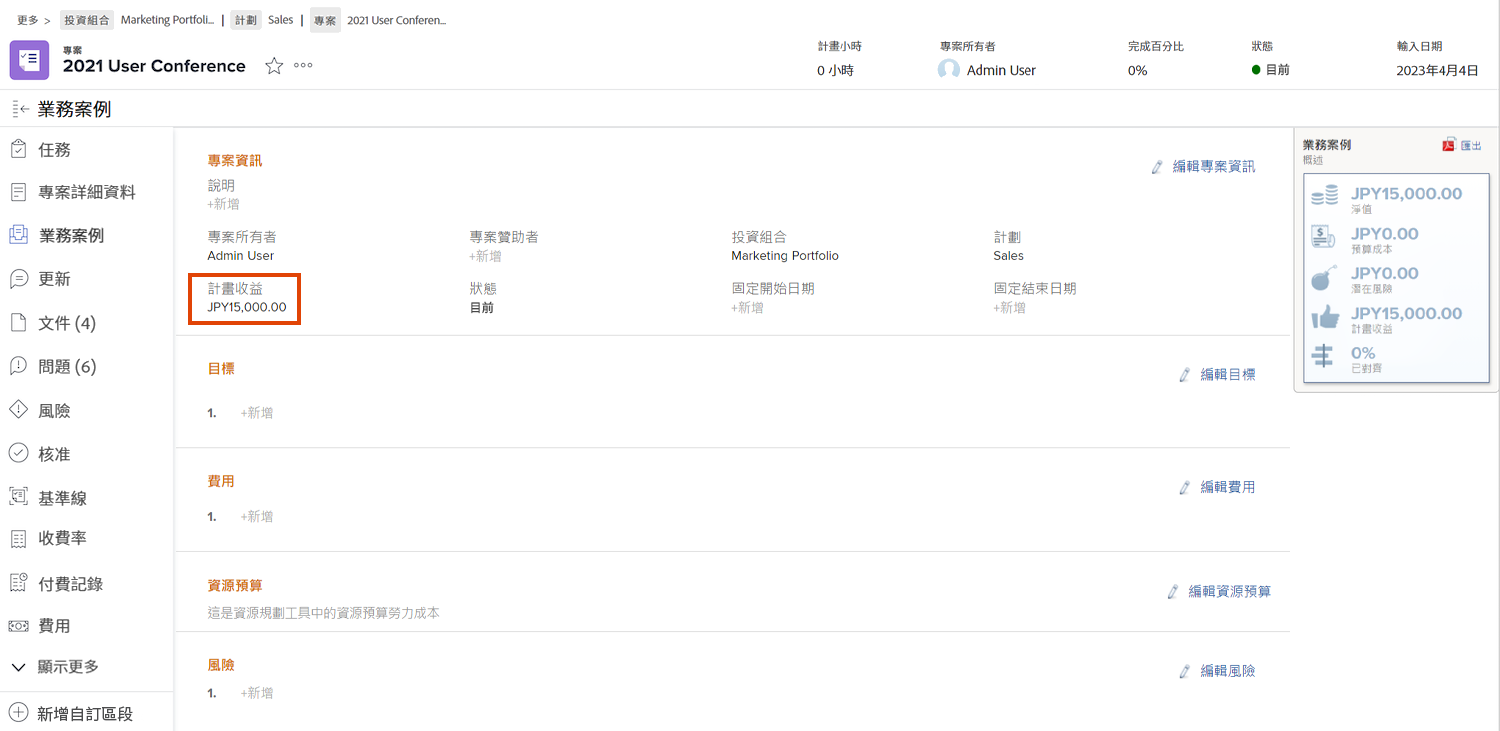 更多 > 投資組合 Marketing Portfoli... | 計劃 Sales | 專案 2021 User Conferen...
專案
2021 User Conference
計畫小時
0 小時
專案所有者
Admin User
完成百分比
0%
狀態
目前
輸入日期
2023年4月4日
業務案例
任務
專案詳細資料
業務案例
更新
文件 (4)
問題 (6)
風險
核准
基準線
收費率
付費記錄
費用
顯示更多
新增自訂區段
專案資訊
編輯專案資訊
說明
+新增
專案所有者
Admin User
專案贊助者
+新增
投資組合
Marketing Portfolio
計劃
Sales
計畫收益
JPY15,000.00
狀態
目前
固定開始日期
+新增
固定結束日期
+新增
目標
編輯目標
1. +新增
費用
編輯費用
1. +新增
資源預算
編輯資源預算
這是資源規劃工具中的資源預算勞力成本
風險
編輯風險
1. +新增
業務案例
匯出
概述
JPY15,000.00
淨值
JPY0.00
預算成本
JPY0.00
潛在風險
JPY15,000.00
計畫收益
0%
已對齊